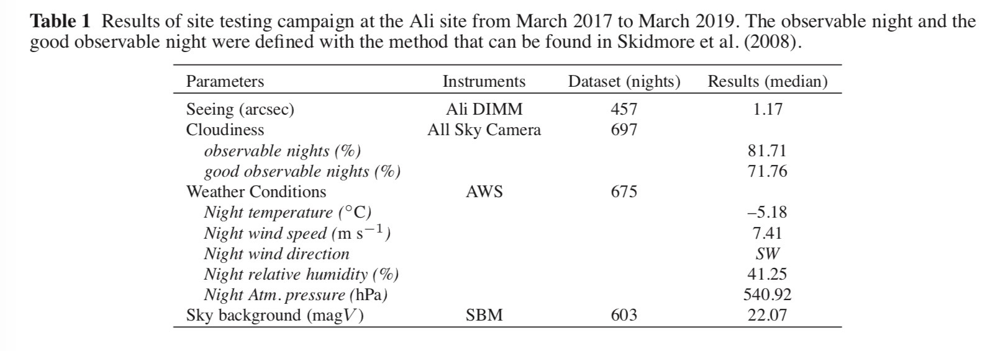 Table 1 Results of site testing campaign at the Ali site from March 2017 to March 2019. The observable night and the
good observable night were defined with the method that can be found in Skidmore et al. (2008).
Parameters Instruments Dataset (nights) Results (median)
Seeing (arcsec) Ali DIMM 457 1.17
Cloudiness All Sky Camera 697
observable nights (%) 81.71
good observable nights (%) 71.76
Weather Conditions AWS 675
Night temperature (°C) –5.18
Night wind speed (m s⁻¹) 7.41
Night wind direction SW
Night relative humidity (%) 41.25
Night Atm. pressure (hPa) 540.92
Sky background (magV) SBM 603 22.07